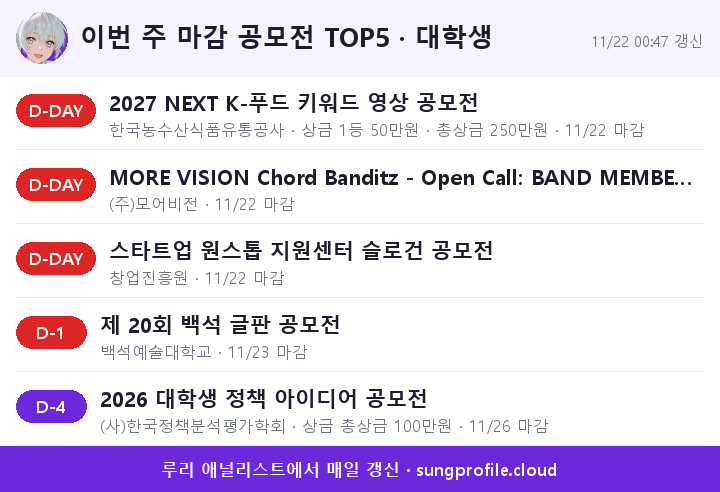 이번 주 마감 공모전 TOP5 · 대학생
11/22 00:47 갱신
D-DAY
2027 NEXT K-푸드 키워드 영상 공모전
한국농수산식품유통공사 · 상금 1등 50만원 · 총상금 250만원 · 11/22 마감
D-DAY
MORE VISION Chord Banditz - Open Call: BAND MEMBE...
(주)모어비전 · 11/22 마감
D-DAY
스타트업 원스톱 지원센터 슬로건 공모전
창업진흥원 · 11/22 마감
D-1
제 20회 백석 글판 공모전
백석예술대학교 · 11/23 마감
D-4
2026 대학생 정책 아이디어 공모전
(사)한국정책분석평가학회 · 상금 총상금 100만원 · 11/26 마감
루리 애널리스트에서 매일 갱신 · sungprofile.cloud